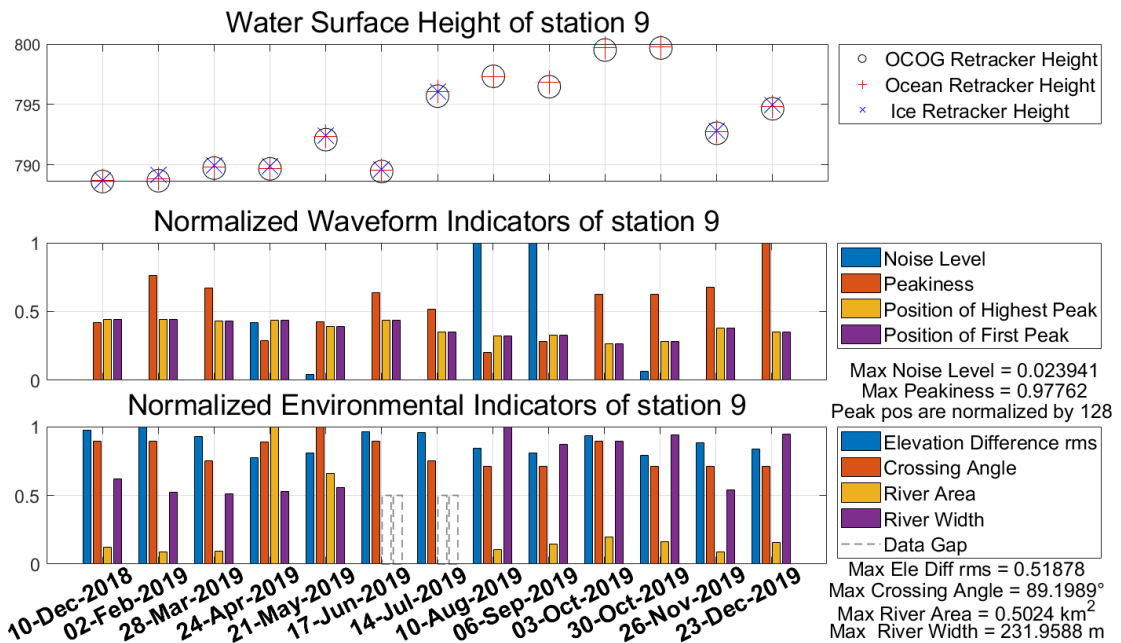 Water Surface Height of station 9
800
795
790
OCOG Retracker Height
Ocean Retracker Height
Ice Retracker Height
Normalized Waveform Indicators of station 9
1
0.5
0
Noise Level
Peakiness
Position of Highest Peak
Position of First Peak
Max Noise Level = 0.023941
Max Peakiness = 0.97762
Peak pos are normalized by 128
Normalized Environmental Indicators of station 9
1
0.5
0
Elevation Difference rms
Crossing Angle
River Area
River Width
Data Gap
Max Ele Diff rms = 0.51878
Max Crossing Angle = 89.1989°
Max River Area = 0.5024 km²
Max River Width = 231.9588 m
10-Dec-2018
02-Feb-2019
28-Mar-2019
24-Apr-2019
21-May-2019
17-Jun-2019
14-Jul-2019
10-Aug-2019
06-Sep-2019
03-Oct-2019
30-Oct-2019
26-Nov-2019
23-Dec-2019